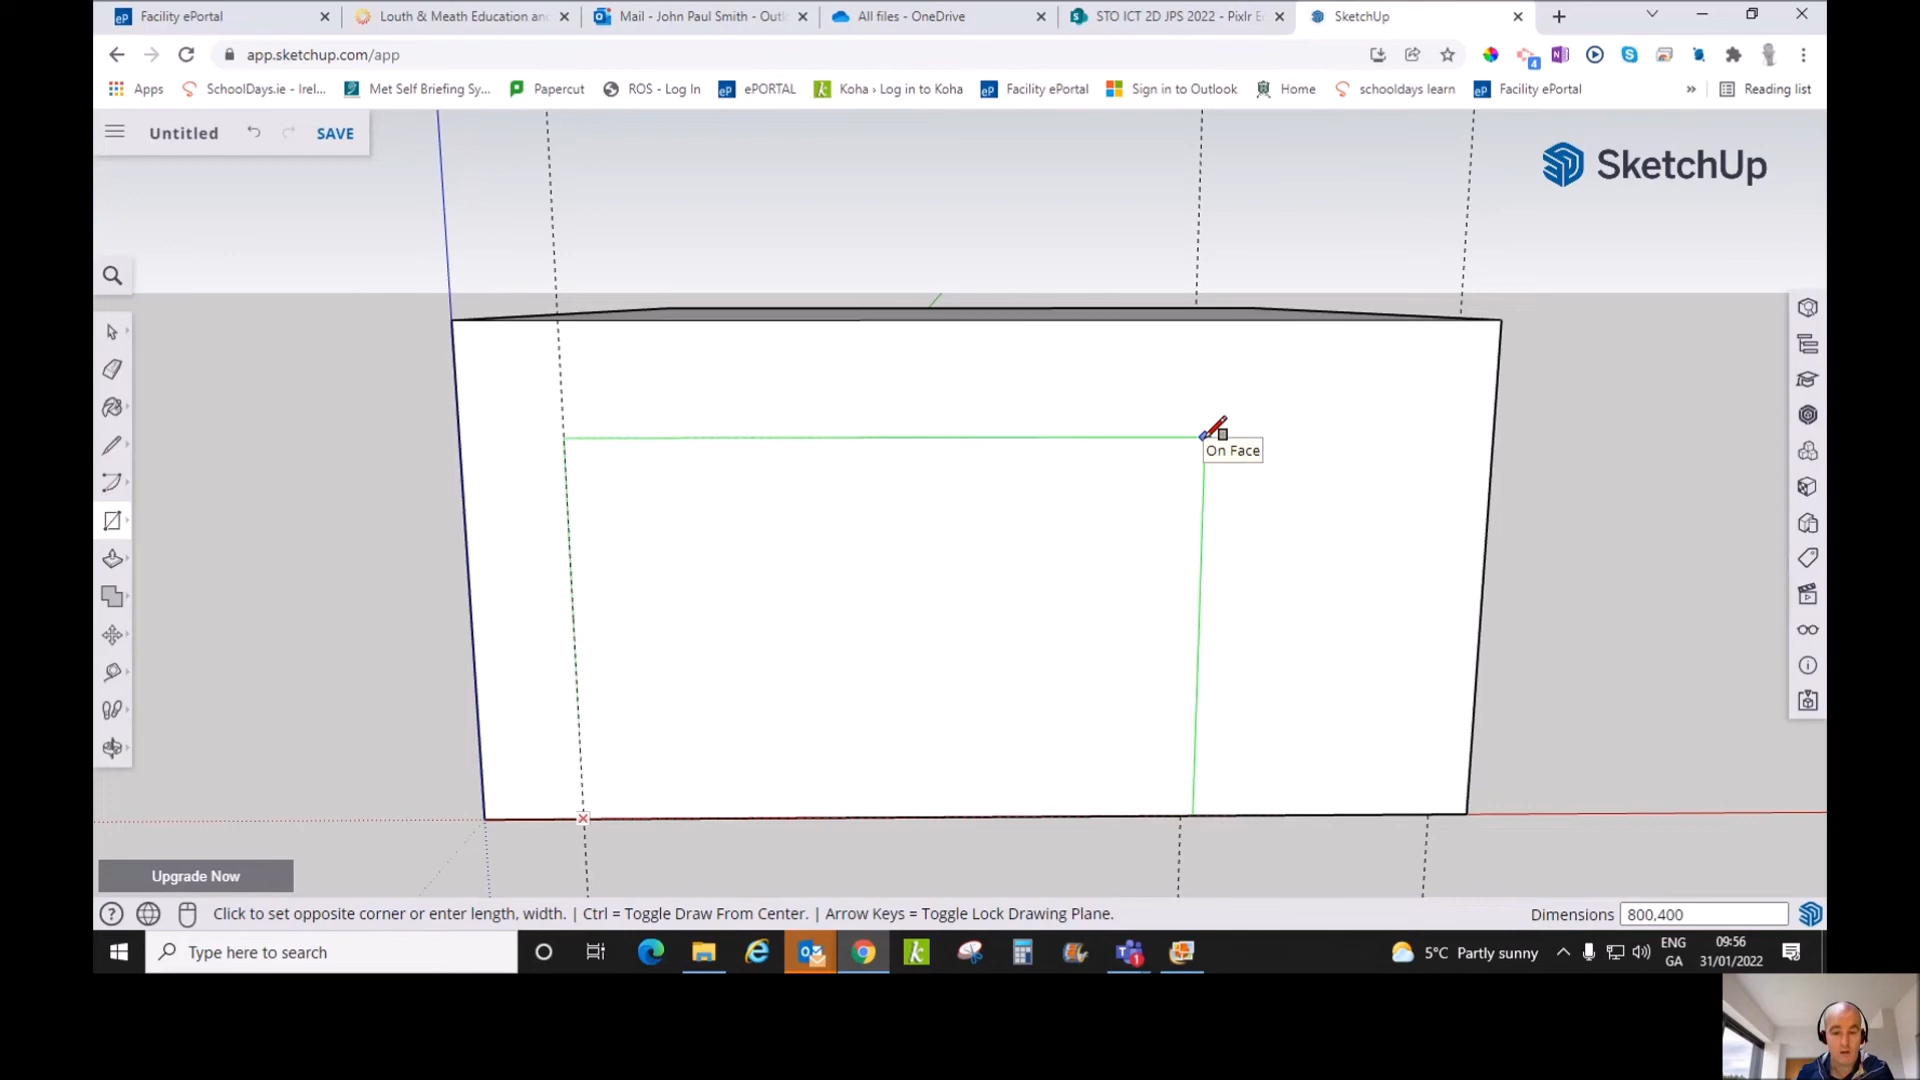 Facility ePortal
Louth & Meath Education and
Mail - John Paul Smith - Outl
All files - OneDrive
STO ICT 2D JPS 2022 - Pixlr E
SketchUp
app.sketchup.com/app
4
Apps
SchoolDays.ie - Irel...
Met Self Briefing Sy...
Papercut
ROS - Log In
ePORTAL
Koha › Log in to Koha
Facility ePortal
Sign in to Outlook
Home
schooldays learn
Facility ePortal
»
Reading list
Untitled
SAVE
SketchUp
On Face
Upgrade Now
Click to set opposite corner or enter length, width. | Ctrl = Toggle Draw From Center. | Arrow Keys = Toggle Lock Drawing Plane.
Dimensions
800,400
Type here to search
5°C Partly sunny
ENG
GA
09:56
31/01/2022